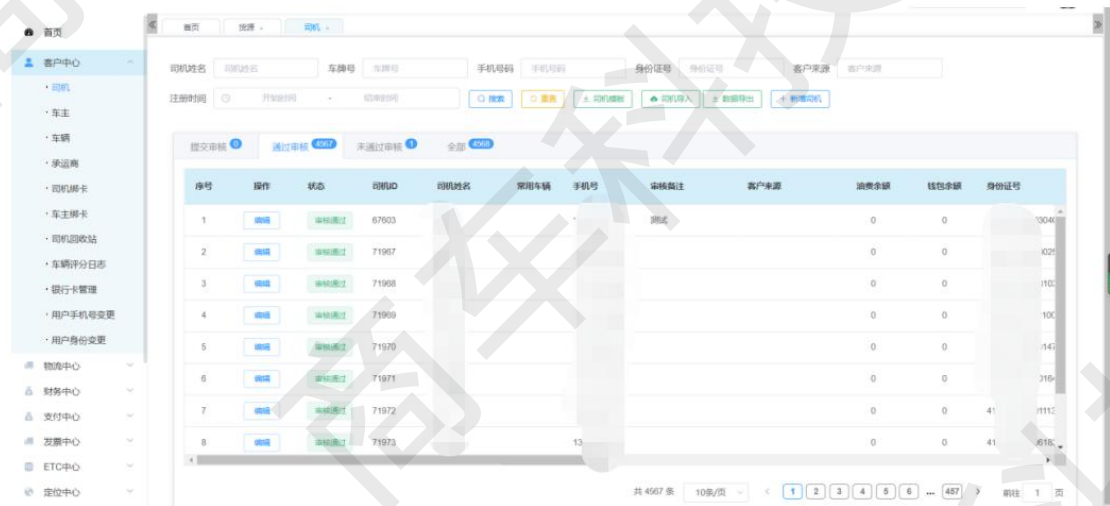 首页
客户中心
司机
车主
车辆
承运商
司机绑卡
车主绑卡
司机回收站
车辆评分日志
银行卡管理
用户手机号变更
用户身份变更
物流中心
财务中心
支付中心
发票中心
ETC中心
定位中心
首页 货源 司机
司机姓名 司机姓名 车牌号 车牌号 手机号码 手机号码 身份证号 身份证号 客户来源 客户来源
注册时间 开始时间 - 结束时间 搜索 重置 司机模板 司机导入 数据导出 + 新增司机
提交审核 0 通过审核 4567 未通过审核 1 全部 4568
序号 操作 状态 司机ID 司机姓名 常用车辆 手机号 审核备注 客户来源 油费余额 钱包余额 身份证号
1 编辑 审核通过 67603 测试 0 0
2 编辑 审核通过 71967 0 0
3 编辑 审核通过 71968 0 0
4 编辑 审核通过 71969 0 0
5 编辑 审核通过 71970 0 0
6 编辑 审核通过 71971 0 0
7 编辑 审核通过 71972 0 0 41
8 编辑 审核通过 71973 13 0 0 41
共 4567 条 10条/页 1 2 3 4 5 6 ... 457 前往 1 页